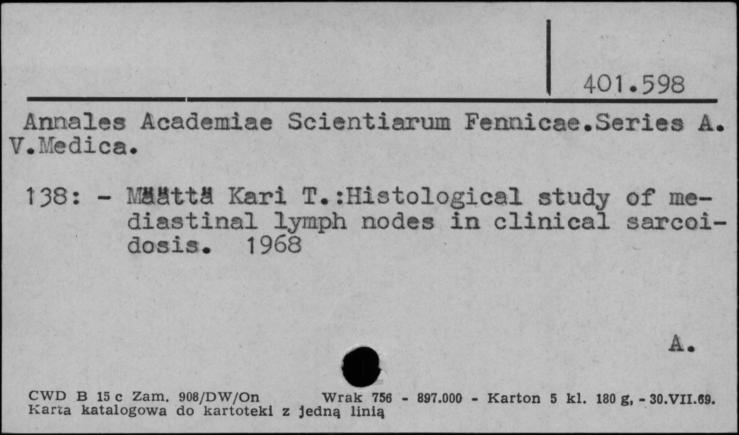 401.598
Annales Academiae Scientiarum Fennicae.Series A.
V.Medica.
138: - Määttä Kari T.:Histological study of me-
diastinal lymph nodes in clinical sarcoi-
dosis. 1968
A.
CWD B 15 c Zam. 908/DW/On Wrak 756 - 897.000 - Karton 5 kl. 180 g, - 30.VII.69.
Karta katalogowa do kartoteki z jedną linią